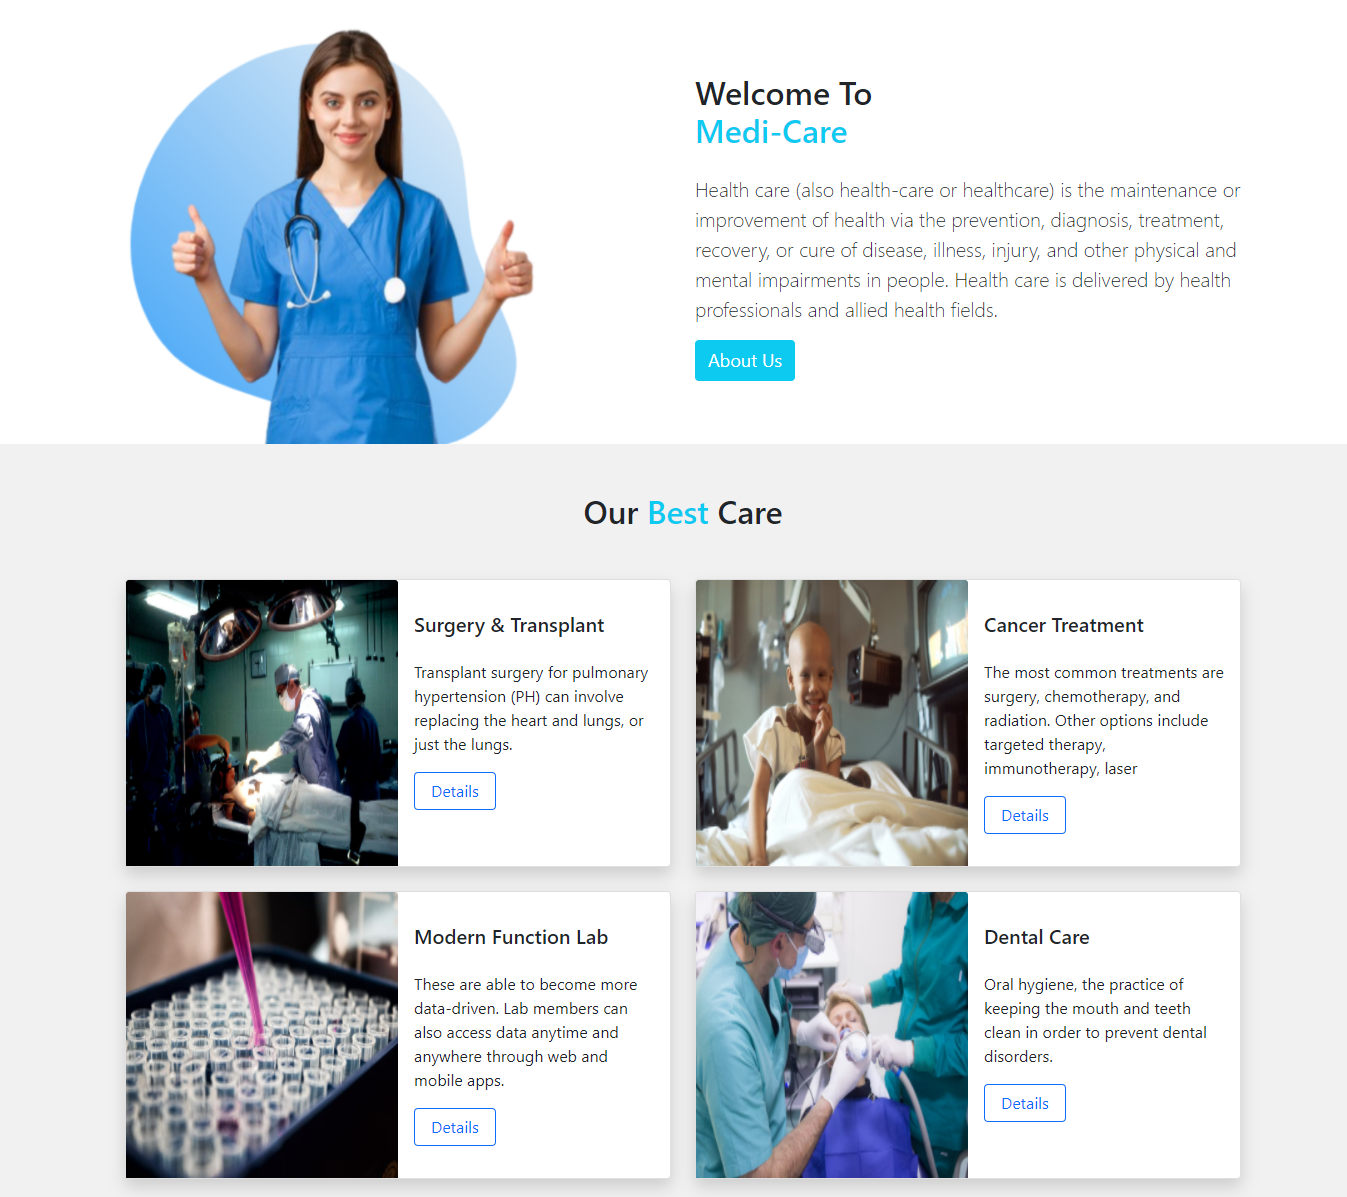 Welcome To
Medi-Care
Health care (also health-care or healthcare) is the maintenance or
improvement of health via the prevention, diagnosis, treatment,
recovery, or cure of disease, illness, injury, and other physical and
mental impairments in people. Health care is delivered by health
professionals and allied health fields.
About Us
Our Best Care
Surgery & Transplant
Transplant surgery for pulmonary
hypertension (PH) can involve
replacing the heart and lungs, or
just the lungs.
Details
Cancer Treatment
The most common treatments are
surgery, chemotherapy, and
radiation. Other options include
targeted therapy,
immunotherapy, laser
Details
Modern Function Lab
These are able to become more
data-driven. Lab members can
also access data anytime and
anywhere through web and
mobile apps.
Details
Dental Care
Oral hygiene, the practice of
keeping the mouth and teeth
clean in order to prevent dental
disorders.
Details